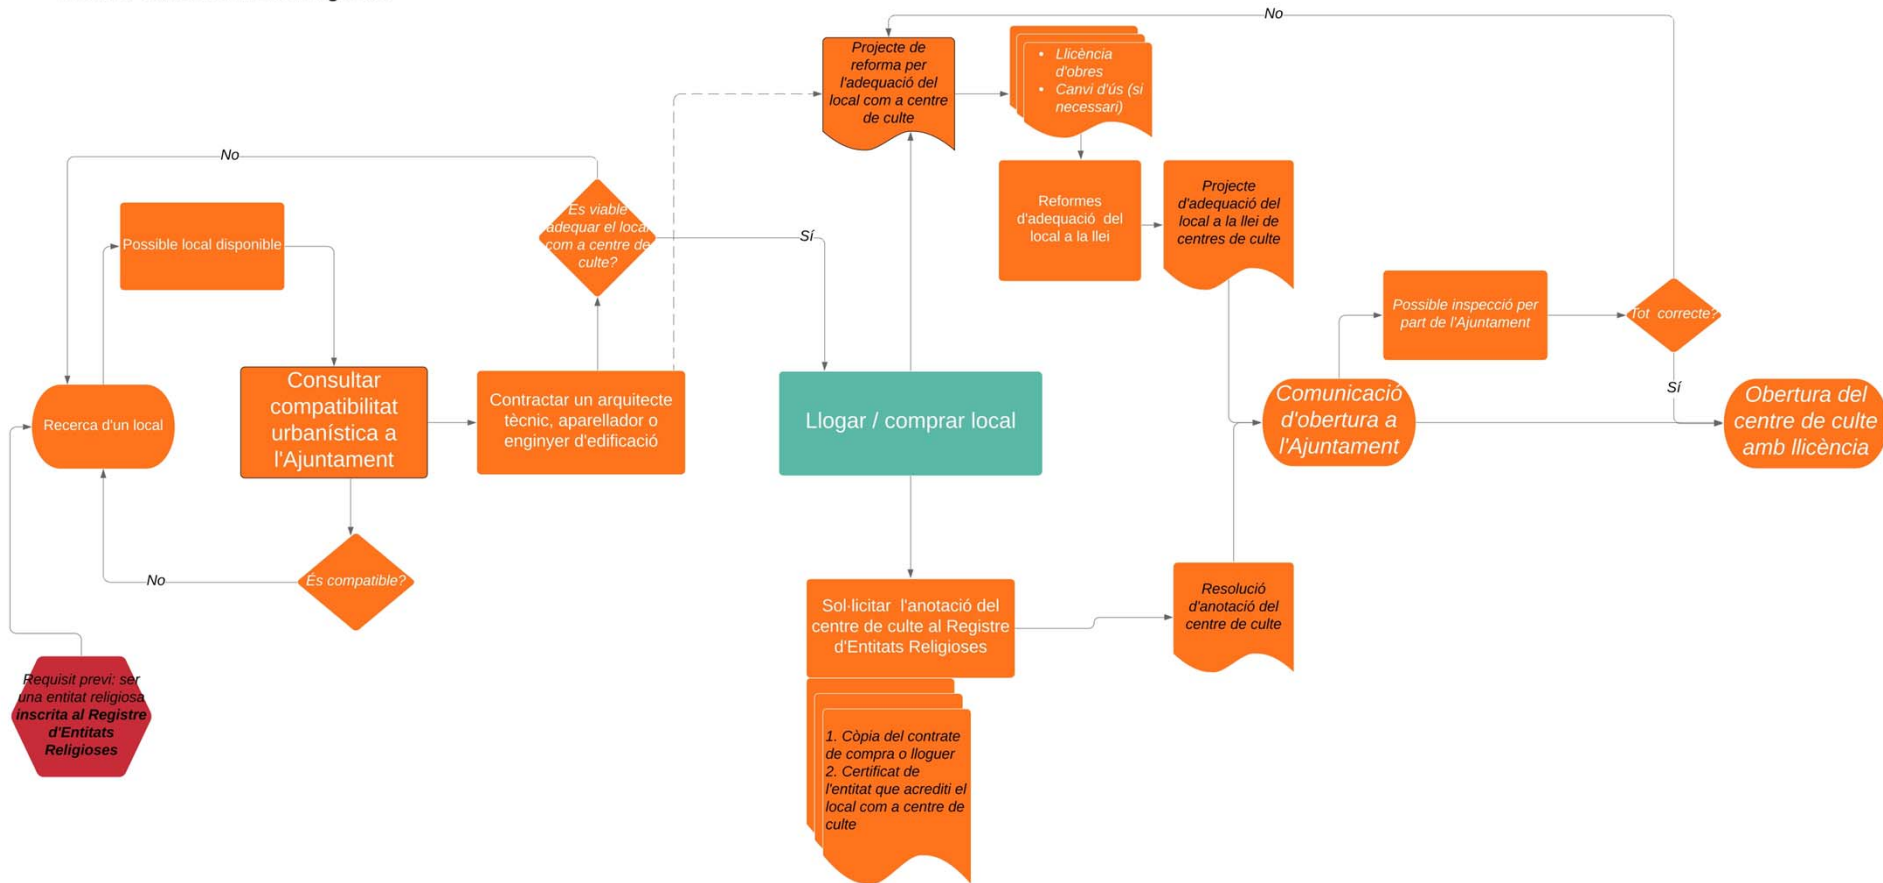 No
Projecte de
reforma per
l'adequació del
local com a centre
de culte
• Llicència
d'obres
• Canvi d'ús (si
necessari)
No
Possible local disponible
Es viable
adequar el local
com a centre de
culte?
Sí
Reformes
d'adequació del
local a la llei
Projecte
d'adequació del
local a la llei de
centres de culte
Possible inspecció per
part de l'Ajuntament
Tot correcte?
Sí
Recerca d'un local
Consultar
compatibilitat
urbanística a
l'Ajuntament
Contractar un arquitecte
tècnic, aparellador o
enginyer d'edificació
Llogar / comprar local
Comunicació
d'obertura a
l'Ajuntament
Obertura del
centre de culte
amb llicència
No
És compatible?
Sol·licitar l'anotació del
centre de culte al Registre
d'Entitats Religioses
Resolució
d'anotació del
centre de culte
Requisit previ: ser
una entitat religiosa
inscrita al Registre
d'Entitats
Religioses
1. Còpia del contrate
de compra o lloguer
2. Certificat de
l'entitat que acrediti el
local com a centre de
culte